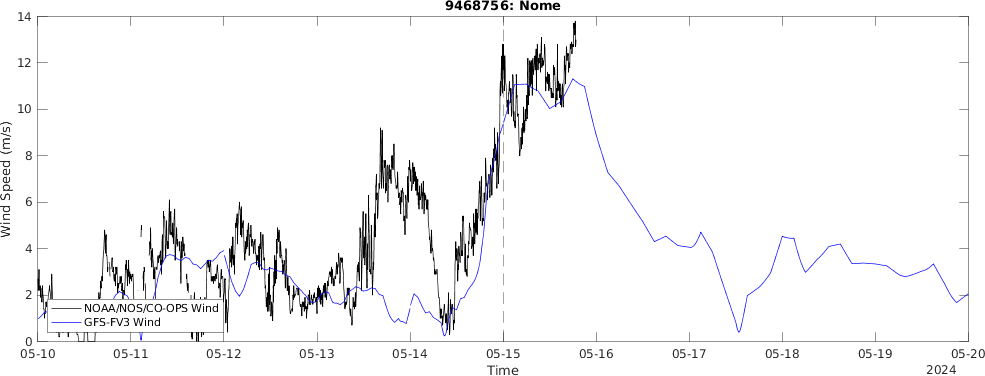 9468756: Nome
Wind Speed (m/s)
14
12
10
8
6
4
2
0
NOAA/NOS/CO-OPS Wind
GFS-FV3 Wind
05-10 05-11 05-12 05-13 05-14 05-15 05-16 05-17 05-18 05-19 05-20
Time
2024